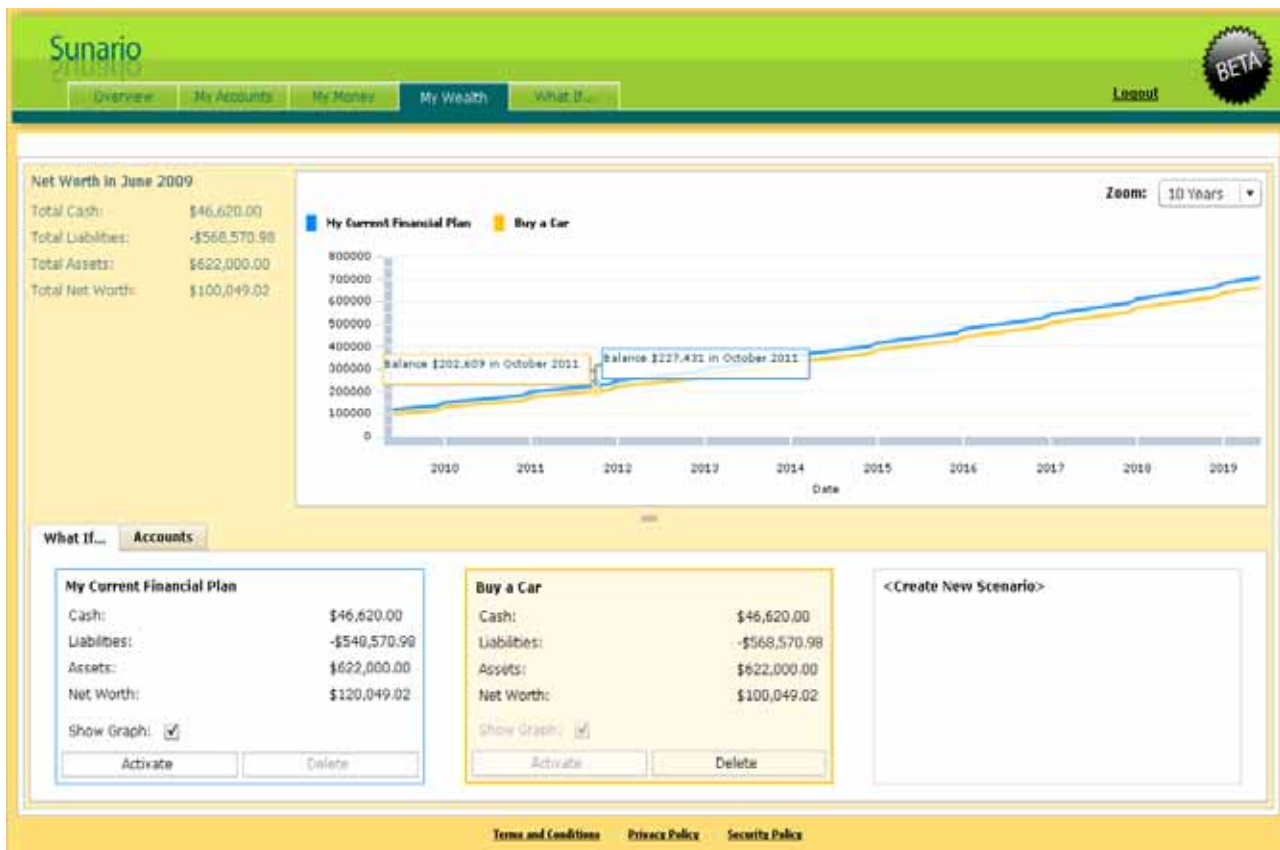 Sunario
BETA
Overview My Accounts My Money My Wealth What If...
Logout
Net Worth in June 2009
Total Cash: $46,620.00
Total Liabilities: -$568,570.98
Total Assets: $622,000.00
Total Net Worth: $100,049.02
Zoom: 10 Years
My Current Financial Plan Buy a Car
800000
700000
600000
500000
400000
300000
200000
100000
0
Balance $202,609 in October 2011
Balance $227,431 in October 2011
2010 2011 2012 2013 2014 2015 2016 2017 2018 2019
Date
What If... Accounts
My Current Financial Plan
Cash: $46,620.00
Liabilities: -$548,570.98
Assets: $622,000.00
Net Worth: $120,049.02
Show Graph:
Activate Delete
Buy a Car
Cash: $46,620.00
Liabilities: -$568,570.98
Assets: $622,000.00
Net Worth: $100,049.02
Show Graph:
Activate Delete
<Create New Scenario>
Terms and Conditions Privacy Policy Security Policy